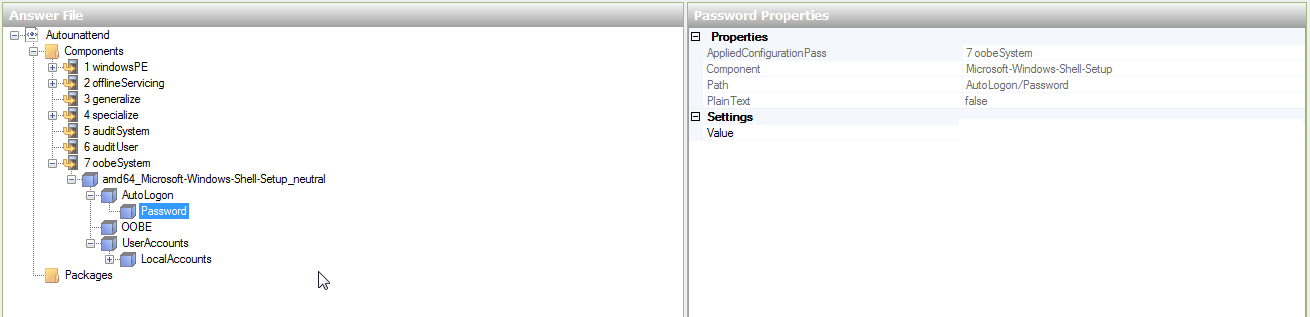 Answer File
Autounattend
Components
1 windowsPE
2 offlineServicing
3 generalize
4 specialize
5 auditSystem
6 auditUser
7 oobeSystem
amd64_Microsoft-Windows-Shell-Setup_neutral
AutoLogon
Password
OOBE
UserAccounts
LocalAccounts
Packages
Password Properties
Properties
AppliedConfigurationPass 7 oobeSystem
Component Microsoft-Windows-Shell-Setup
Path AutoLogon/Password
PlainText false
Settings
Value